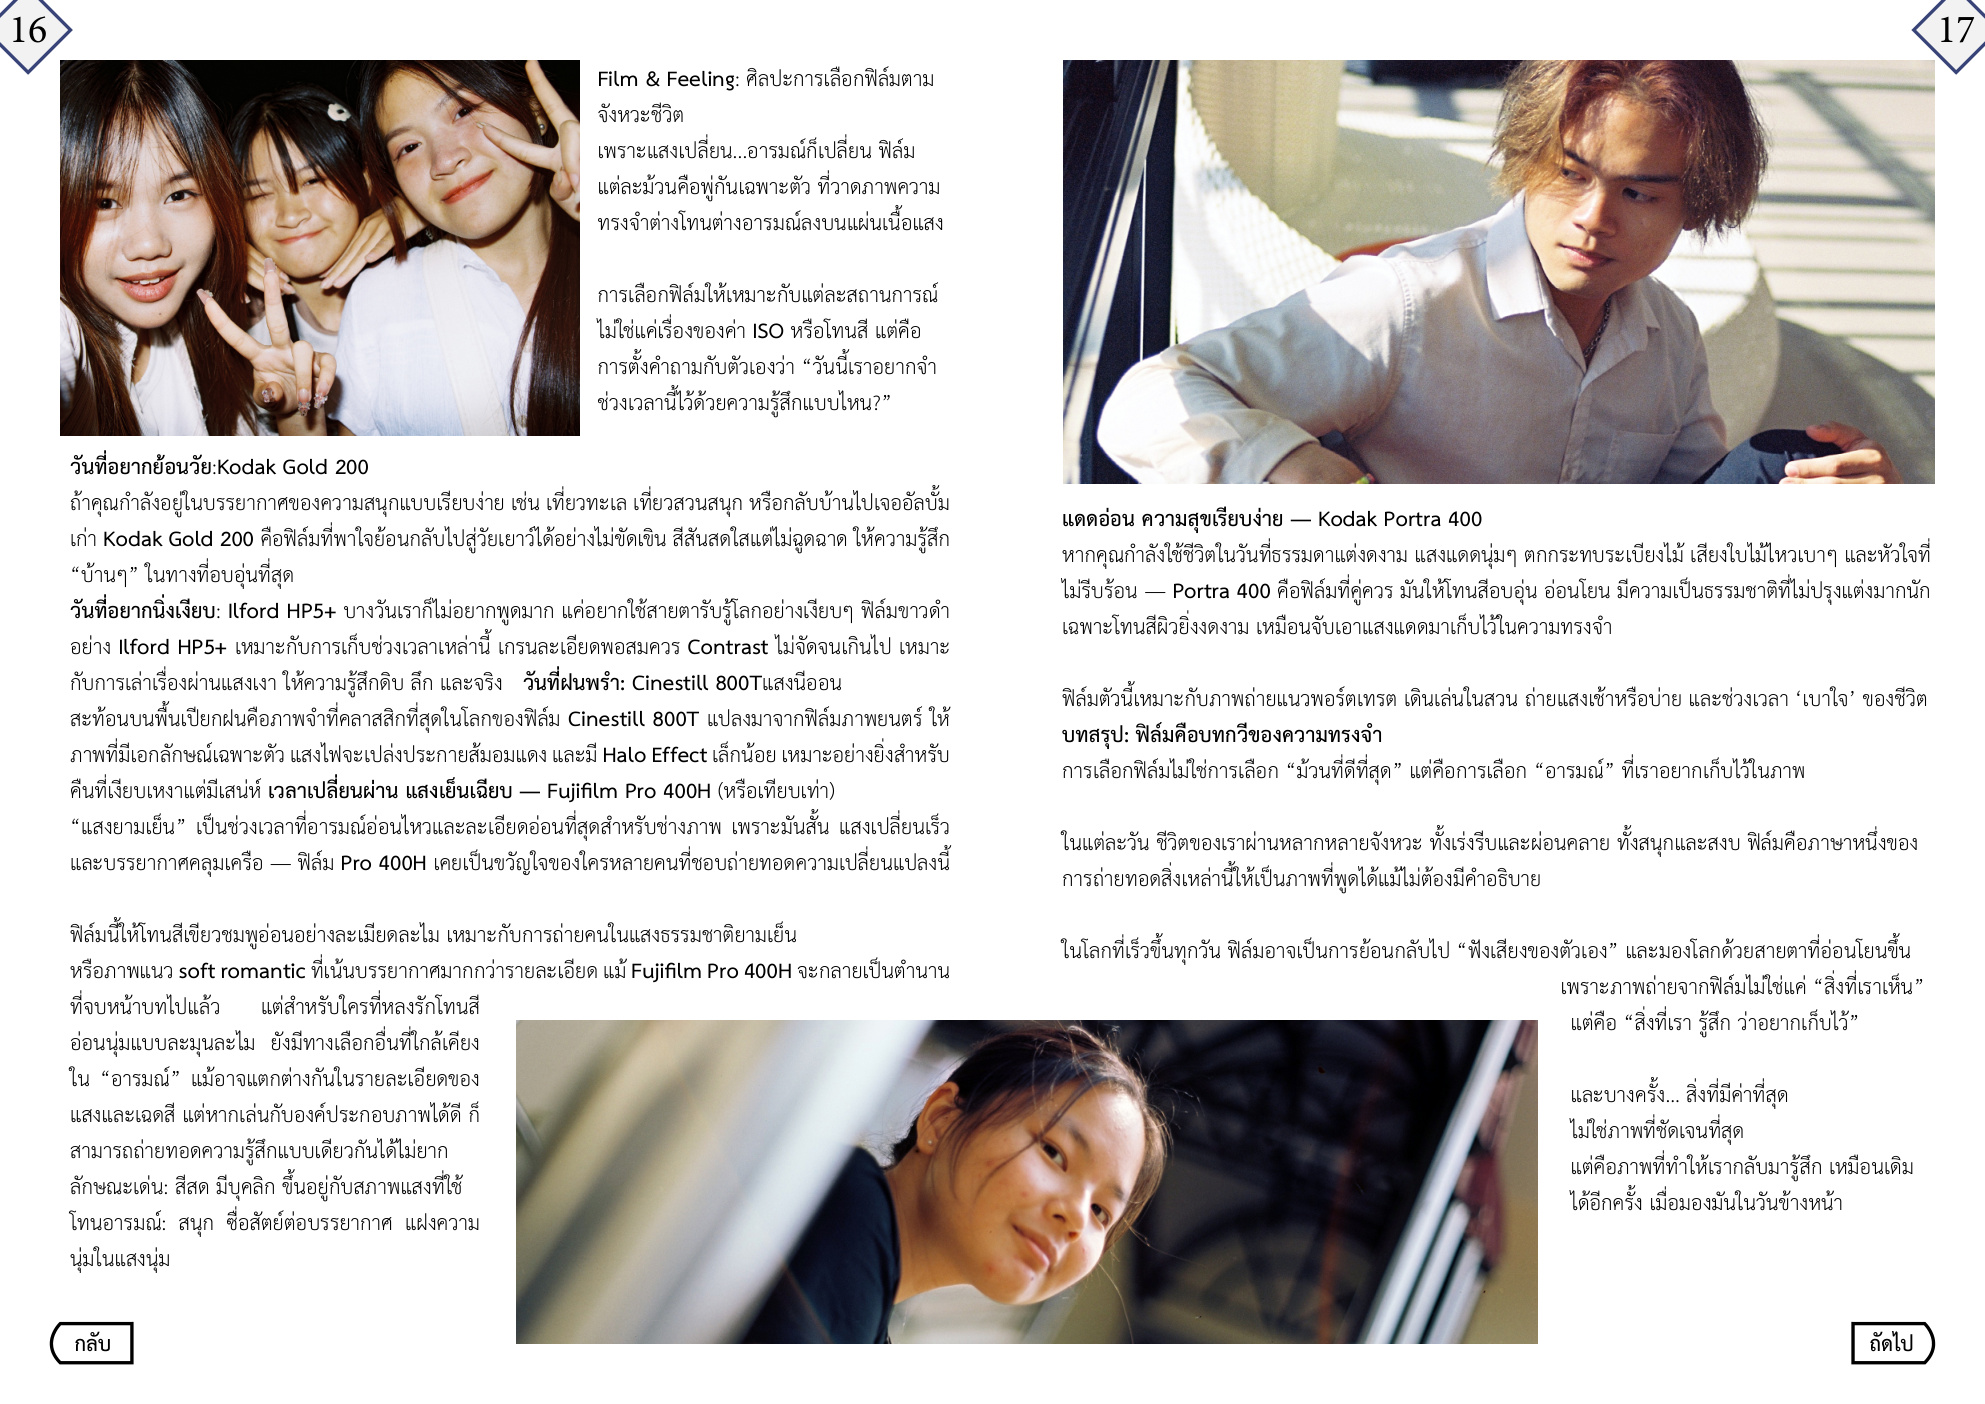 16
Film & Feeling: ศิลปะการเลือกฟิล์มตาม
จังหวะชีวิต
เพราะแสงเปลี่ยน...อารมณ์ก็เปลี่ยน ฟิล์ม
แต่ละม้วนคือพู่กันเฉพาะตัว ที่วาดภาพความ
ทรงจำต่างโทนต่างอารมณ์ลงบนแผ่นเนื้อแสง
การเลือกฟิล์มให้เหมาะกับแต่ละสถานการณ์
ไม่ใช่แค่เรื่องของค่า ISO หรือโทนสี แต่คือ
การตั้งคำถามกับตัวเองว่า “วันนี้เราอยากจำ
ช่วงเวลานี้ไว้ด้วยความรู้สึกแบบไหน?”
วันที่อยากย้อนวัย:Kodak Gold 200
ถ้าคุณกำลังอยู่ในบรรยากาศของความสนุกแบบเรียบง่าย เช่น เที่ยวทะเล เที่ยวสวนสนุก หรือกลับบ้านไปเจออัลบั้ม
เก่า Kodak Gold 200 คือฟิล์มที่พาใจย้อนกลับไปสู่วัยเยาว์ได้อย่างไม่ขัดเขิน สีสันสดใสแต่ไม่ฉูดฉาด ให้ความรู้สึก
“บ้านๆ” ในทางที่อบอุ่นที่สุด
วันที่อยากนิ่งเงียบ: Ilford HP5+ บางวันเราก็ไม่อยากพูดมาก แค่อยากใช้สายตารับรู้โลกอย่างเงียบๆ ฟิล์มขาวดำ
อย่าง Ilford HP5+ เหมาะกับการเก็บช่วงเวลาเหล่านี้ เกรนละเอียดพอสมควร Contrast ไม่จัดจนเกินไป เหมาะ
กับการเล่าเรื่องผ่านแสงเงา ให้ความรู้สึกดิบ ลึก และจริง วันที่ฝนพรำ: Cinestill 800Tแสงนีออน
สะท้อนบนพื้นเปียกฝนคือภาพจำที่คลาสสิกที่สุดในโลกของฟิล์ม Cinestill 800T แปลงมาจากฟิล์มภาพยนตร์ ให้
ภาพที่มีเอกลักษณ์เฉพาะตัว แสงไฟจะเปล่งประกายส้มอมแดง และมี Halo Effect เล็กน้อย เหมาะอย่างยิ่งสำหรับ
คืนที่เงียบเหงาแต่มีเสน่ห์ เวลาเปลี่ยนผ่าน แสงเย็นเฉียบ — Fujifilm Pro 400H (หรือเทียบเท่า)
“แสงยามเย็น” เป็นช่วงเวลาที่อารมณ์อ่อนไหวและละเอียดอ่อนที่สุดสำหรับช่างภาพ เพราะมันสั้น แสงเปลี่ยนเร็ว
และบรรยากาศคลุมเครือ — ฟิล์ม Pro 400H เคยเป็นขวัญใจของใครหลายคนที่ชอบถ่ายทอดความเปลี่ยนแปลงนี้
ฟิล์มนี้ให้โทนสีเขียวชมพูอ่อนอย่างละเมียดละไม เหมาะกับการถ่ายคนในแสงธรรมชาติยามเย็น
หรือภาพแนว soft romantic ที่เน้นบรรยากาศมากกว่ารายละเอียด แม้ Fujifilm Pro 400H จะกลายเป็นตำนาน
ที่จบหน้าบทไปแล้ว แต่สำหรับใครที่หลงรักโทนสี
อ่อนนุ่มแบบละมุนละไม ยังมีทางเลือกอื่นที่ใกล้เคียง
ใน “อารมณ์” แม้อาจแตกต่างกันในรายละเอียดของ
แสงและเฉดสี แต่หากเล่นกับองค์ประกอบภาพได้ดี ก็
สามารถถ่ายทอดความรู้สึกแบบเดียวกันได้ไม่ยาก
ลักษณะเด่น: สีสด มีบุคลิก ขึ้นอยู่กับสภาพแสงที่ใช้
โทนอารมณ์: สนุก ซื่อสัตย์ต่อบรรยากาศ แฝงความ
นุ่มในแสงนุ่ม
กลับ
17
แดดอ่อน ความสุขเรียบง่าย — Kodak Portra 400
หากคุณกำลังใช้ชีวิตในวันที่ธรรมดาแต่งดงาม แสงแดดนุ่มๆ ตกกระทบระเบียงไม้ เสียงใบไม้ไหวเบาๆ และหัวใจที่
ไม่รีบร้อน — Portra 400 คือฟิล์มที่คู่ควร มันให้โทนสีอบอุ่น อ่อนโยน มีความเป็นธรรมชาติที่ไม่ปรุงแต่งมากนัก
เฉพาะโทนสีผิวยิ่งงดงาม เหมือนจับเอาแสงแดดมาเก็บไว้ในความทรงจำ
ฟิล์มตัวนี้เหมาะกับภาพถ่ายแนวพอร์ตเทรต เดินเล่นในสวน ถ่ายแสงเช้าหรือบ่าย และช่วงเวลา ‘เบาใจ’ ของชีวิต
บทสรุป: ฟิล์มคือบทกวีของความทรงจำ
การเลือกฟิล์มไม่ใช่การเลือก “ม้วนที่ดีที่สุด” แต่คือการเลือก “อารมณ์” ที่เราอยากเก็บไว้ในภาพ
ในแต่ละวัน ชีวิตของเราผ่านหลากหลายจังหวะ ทั้งเร่งรีบและผ่อนคลาย ทั้งสนุกและสงบ ฟิล์มคือภาษาหนึ่งของ
การถ่ายทอดสิ่งเหล่านี้ให้เป็นภาพที่พูดได้แม้ไม่ต้องมีคำอธิบาย
ในโลกที่เร็วขึ้นทุกวัน ฟิล์มอาจเป็นการย้อนกลับไป “ฟังเสียงของตัวเอง” และมองโลกด้วยสายตาที่อ่อนโยนขึ้น
เพราะภาพถ่ายจากฟิล์มไม่ใช่แค่ “สิ่งที่เราเห็น”
แต่คือ “สิ่งที่เรา รู้สึก ว่าอยากเก็บไว้”
และบางครั้ง... สิ่งที่มีค่าที่สุด
ไม่ใช่ภาพที่ชัดเจนที่สุด
แต่คือภาพที่ทำให้เรากลับมารู้สึก เหมือนเดิม
ได้อีกครั้ง เมื่อมองมันในวันข้างหน้า
ถัดไป